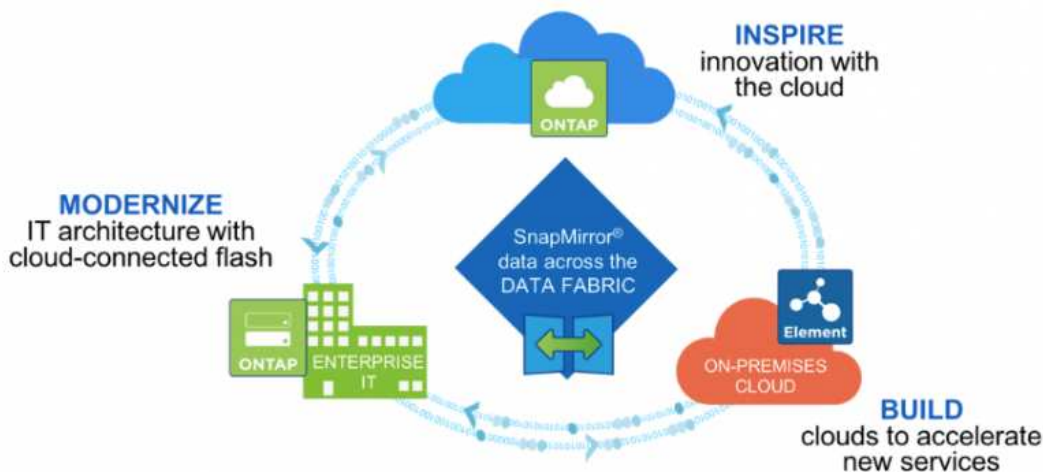 INSPIRE
innovation with
the cloud
ONTAP
MODERNIZE
IT architecture with
cloud-connected flash
SnapMirror®
data across the
DATA FABRIC
ONTAP
ENTERPRISE
IT
Element
ON-PREMISES
CLOUD
BUILD
clouds to accelerate
new services